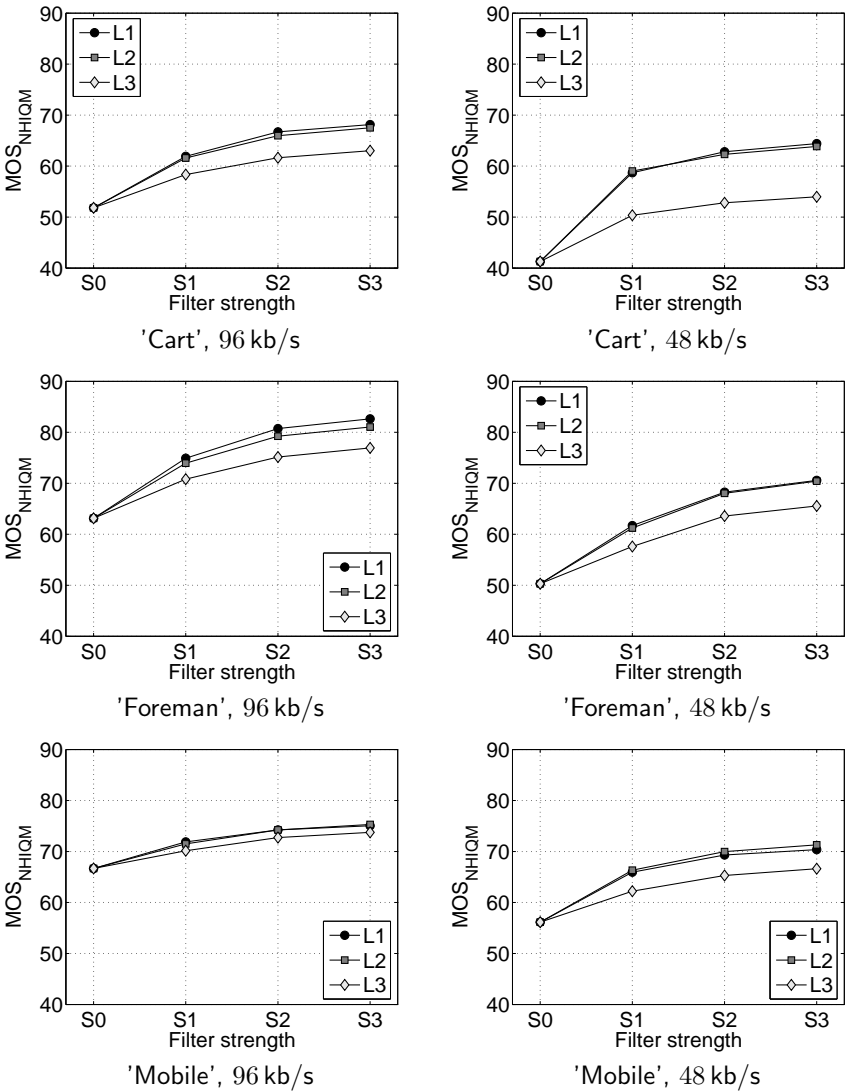 90
80
70
60
50
40
MOS_NHIQM
L1
L2
L3
S0 S1 S2 S3
Filter strength
'Cart', 96 kb/s
90
80
70
60
50
40
MOS_NHIQM
L1
L2
L3
S0 S1 S2 S3
Filter strength
'Cart', 48 kb/s
90
80
70
60
50
40
MOS_NHIQM
L1
L2
L3
S0 S1 S2 S3
Filter strength
'Foreman', 96 kb/s
90
80
70
60
50
40
MOS_NHIQM
L1
L2
L3
S0 S1 S2 S3
Filter strength
'Foreman', 48 kb/s
90
80
70
60
50
40
MOS_NHIQM
L1
L2
L3
S0 S1 S2 S3
Filter strength
'Mobile', 96 kb/s
90
80
70
60
50
40
MOS_NHIQM
L1
L2
L3
S0 S1 S2 S3
Filter strength
'Mobile', 48 kb/s